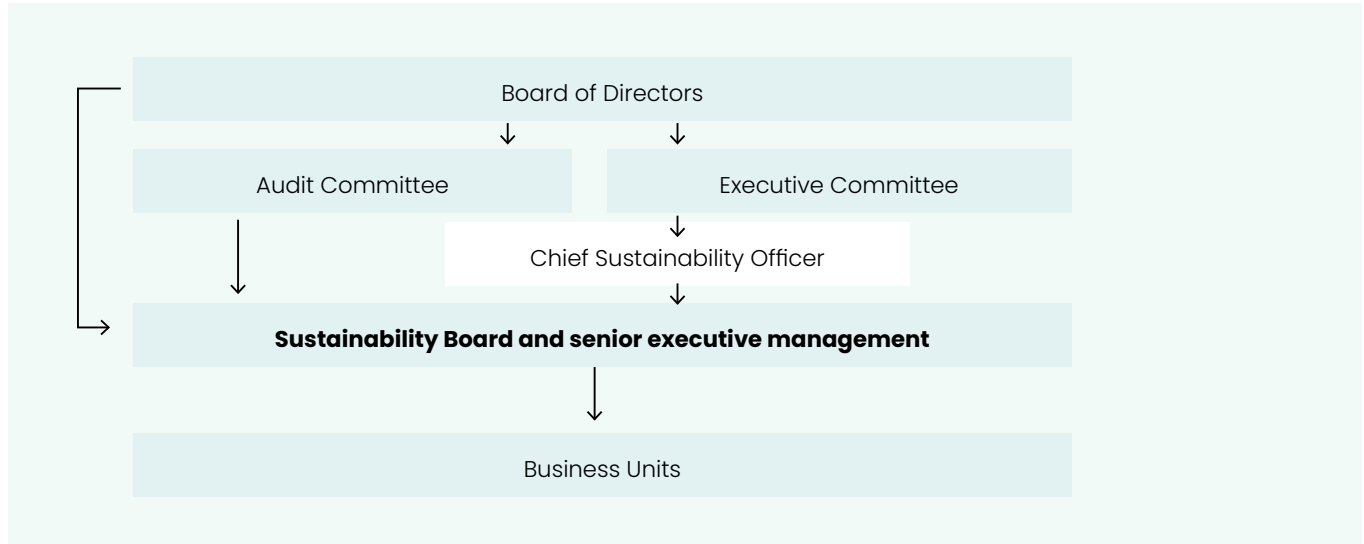 Board of Directors
Audit Committee
Executive Committee
Chief Sustainability Officer
Sustainability Board and senior executive management
Business Units